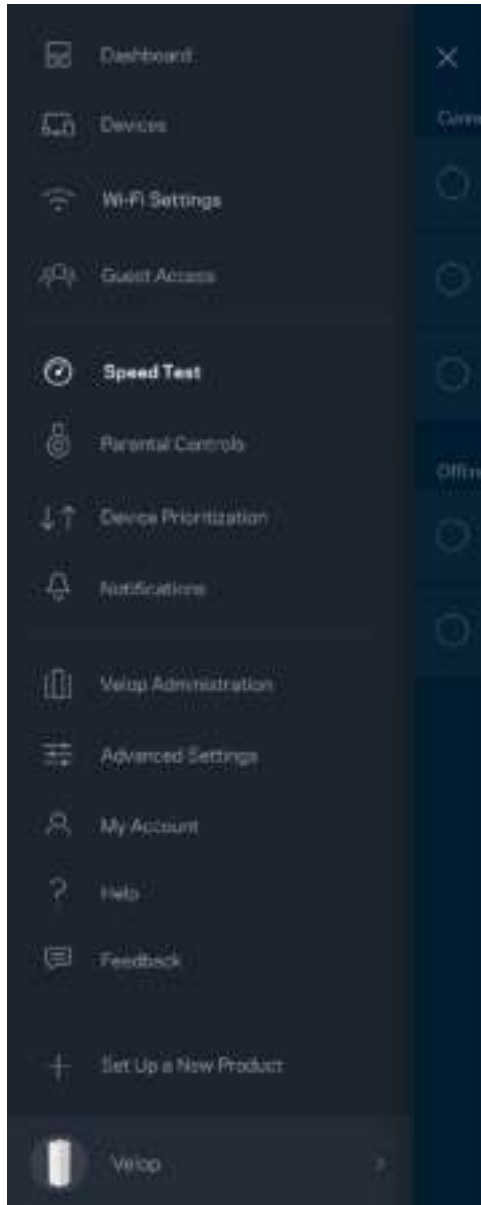 Dashboard
Devices
Wi-Fi Settings
Guest Access
Speed Test
Parental Controls
Device Prioritization
Notifications
Velop Administration
Advanced Settings
My Account
Help
Feedback
Set Up a New Product
Velop